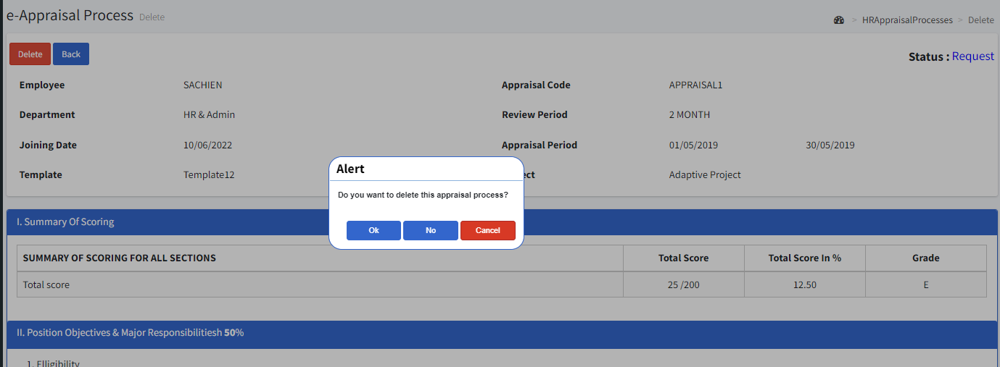 e-Appraisal Process Delete
> HRAppraisalProcesses > Delete
Delete Back
Status : Request
Employee SACHIEN Appraisal Code APPRAISAL1
Department HR & Admin Review Period 2 MONTH
Joining Date 10/06/2022 Appraisal Period 01/05/2019 30/05/2019
Template Template12 ect Adaptive Project
Alert
Do you want to delete this appraisal process?
Ok No Cancel
I. Summary Of Scoring
SUMMARY OF SCORING FOR ALL SECTIONS Total Score Total Score In % Grade
Total score 25 /200 12.50 E
II. Position Objectives & Major Responsibilitiesh 50%
1. Elligibility